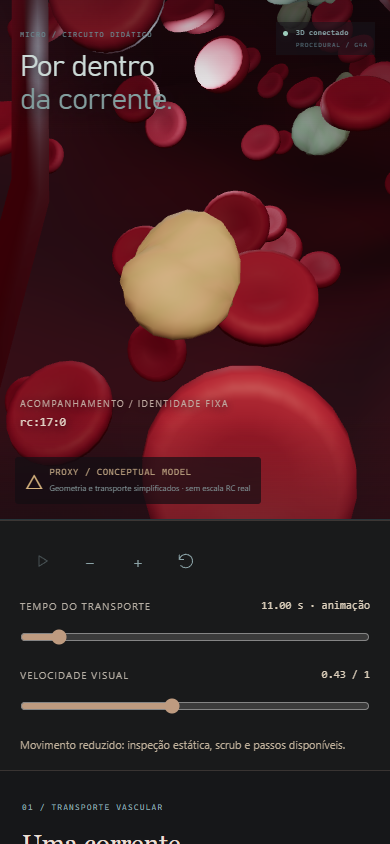 MICRO / CIRCUITO DIDÁTICO
3D conectado
PROCEDURAL / G4A
Por dentro
da corrente.
ACOMPANHAMENTO / IDENTIDADE FIXA
rc:17:0
PROXY / CONCEPTUAL MODEL
Geometria e transporte simplificados · sem escala RC real
TEMPO DO TRANSPORTE
11.00 s · animação
VELOCIDADE VISUAL
0.43 / 1
Movimento reduzido: inspeção estática, scrub e passos disponíveis.
01 / TRANSPORTE VASCULAR
Uma corrente